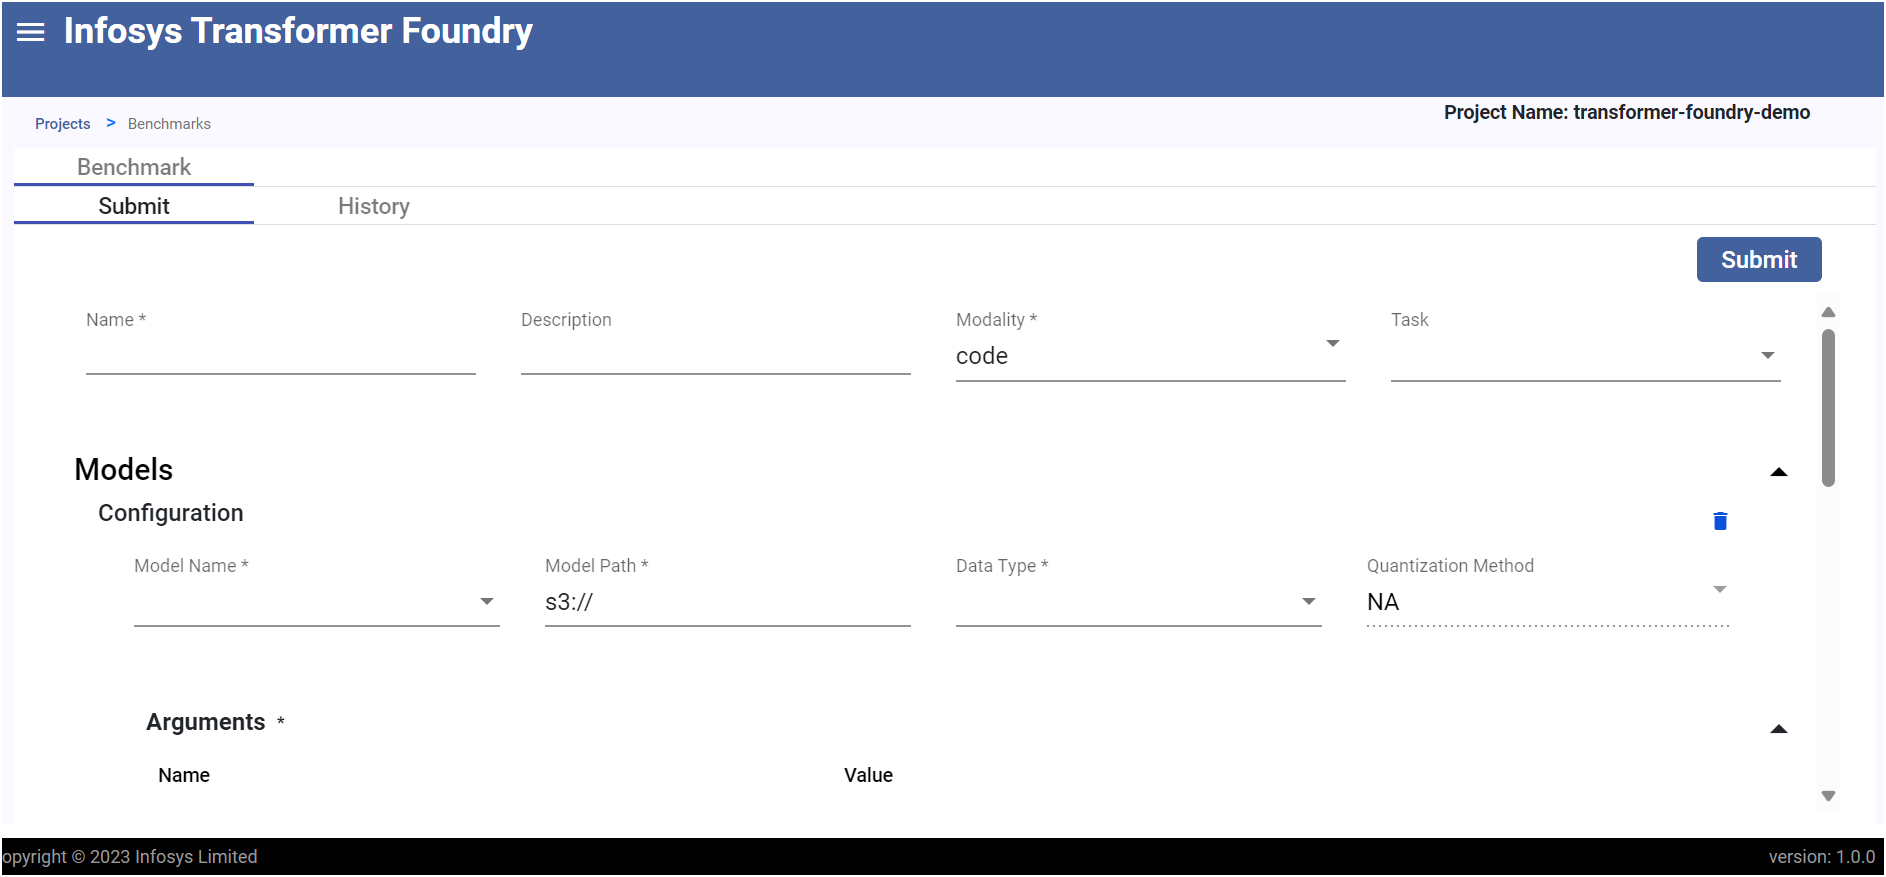 Infosys Transformer Foundry
Projects > Benchmarks
Project Name: transformer-foundry-demo
Benchmark
Submit History
Submit
Name * Description Modality * Task
code
Models
Configuration
Model Name * Model Path * Data Type * Quantization Method
s3:// NA
Arguments *
Name Value
opyright © 2023 Infosys Limited version: 1.0.0